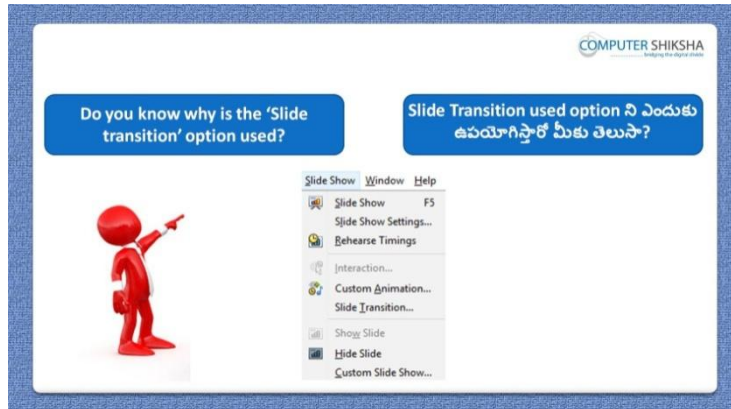 COMPUTER SHIKSHA
bridging the digital divide
Do you know why is the ‘Slide
transition’ option used?
Slide Transition used option ని ఎందుకు
ఉపయోగిస్తారో మీకు తెలుసా?
Slide Show Window Help
Slide Show F5
Slide Show Settings...
Rehearse Timings
Interaction...
Custom Animation...
Slide Transition...
Show Slide
Hide Slide
Custom Slide Show...